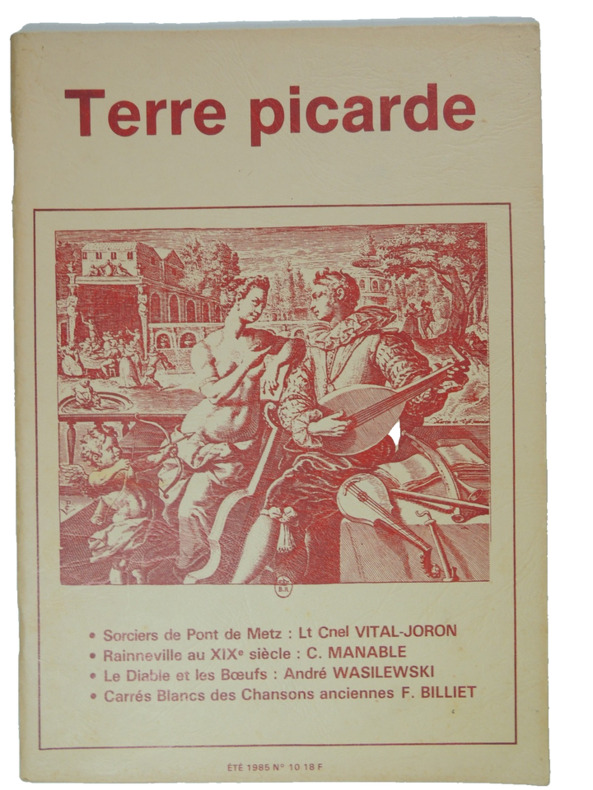 Terre picarde
B.N.
• Sorciers de Pont de Metz : Lt Cnel VITAL-JORON
• Rainneville au XIXe siècle : C. MANABLE
• Le Diable et les Bœufs : André WASILEWSKI
• Carrés Blancs des Chansons anciennes F. BILLIET
ÉTÉ 1985 N° 10 18 F